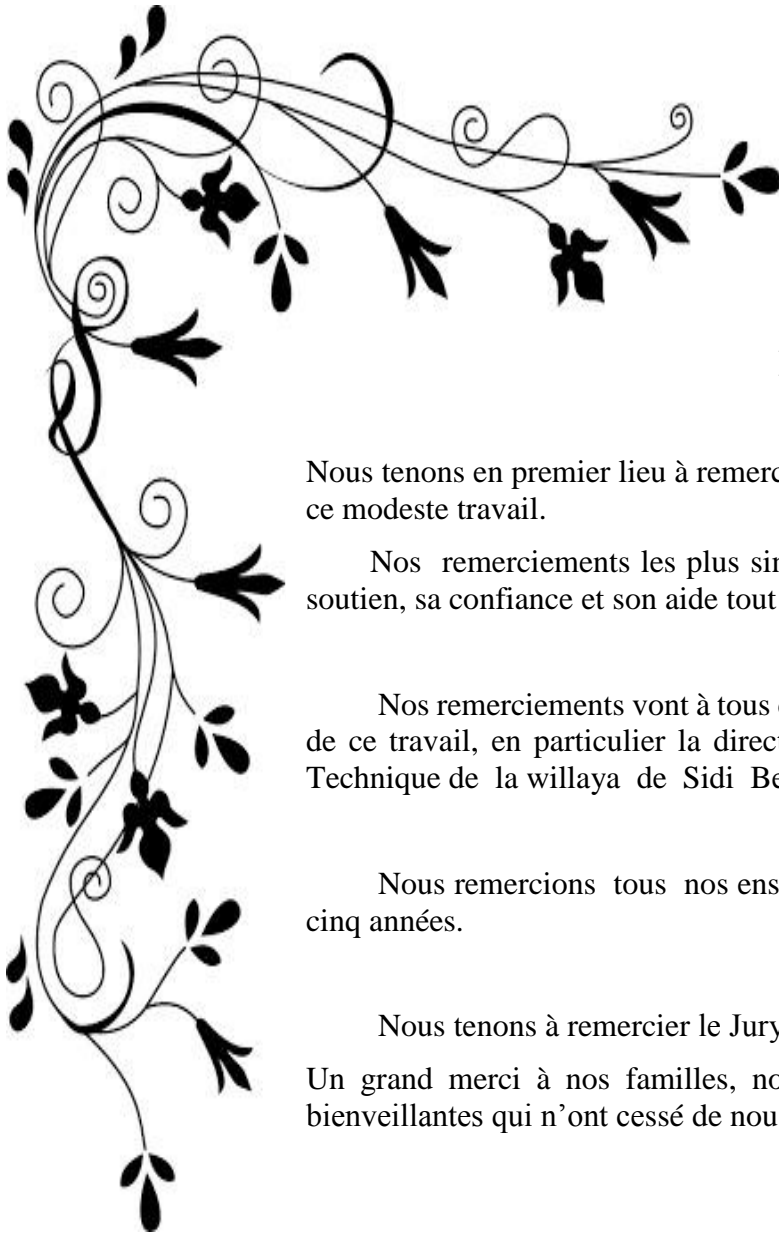 Nous tenons en premier lieu à remerc
ce modeste travail.
Nos remerciements les plus sin
soutien, sa confiance et son aide tout
Nos remerciements vont à tous
de ce travail, en particulier la direct
Technique de la willaya de Sidi Be
Nous remercions tous nos ens
cinq années.
Nous tenons à remercier le Jury
Un grand merci à nos familles, no
bienveillantes qui n’ont cessé de nou